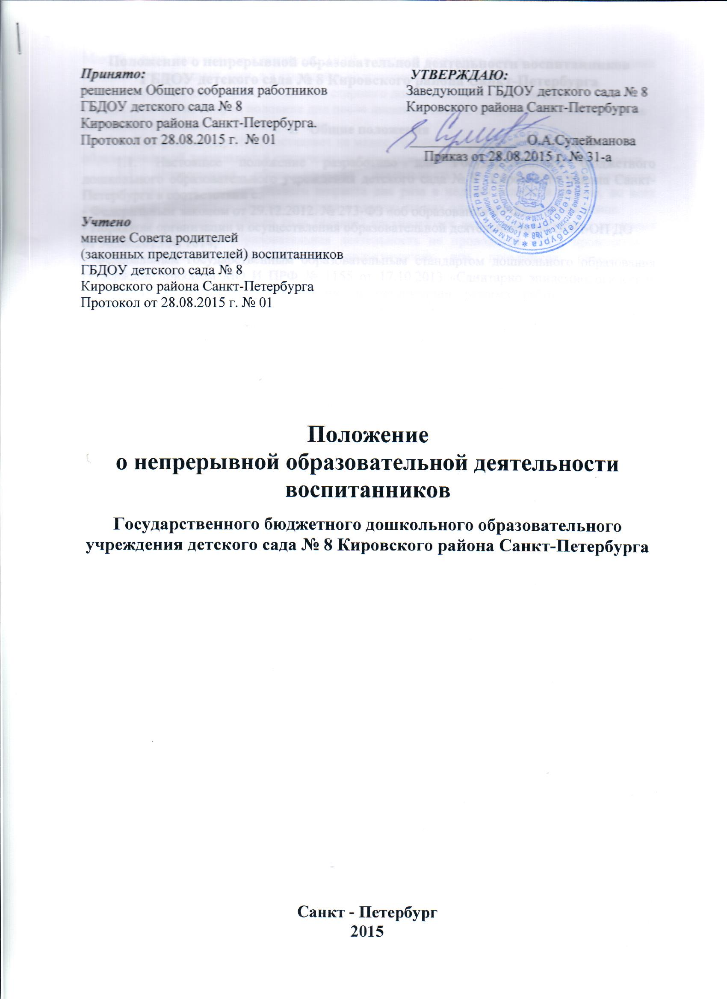 Принято:
решением Общего собрания работников
ГБДОУ детского сада № 8
Кировского района Санкт-Петербурга.
Протокол от 28.08.2015 г. № 01
УТВЕРЖДАЮ:
Заведующий ГБДОУ детского сада № 8
Кировского района Санкт-Петербурга
О.А.Сулейманова
Приказ от 28.08.2015 г. № 31-а
Учтено
мнение Совета родителей
(законных представителей) воспитанников
ГБДОУ детского сада № 8
Кировского района Санкт-Петербурга
Протокол от 28.08.2015 г. № 01
Положение
о непрерывной образовательной деятельности
воспитанников
Государственного бюджетного дошкольного образовательного
учреждения детского сада № 8 Кировского района Санкт-Петербурга
Санкт - Петербург
2015